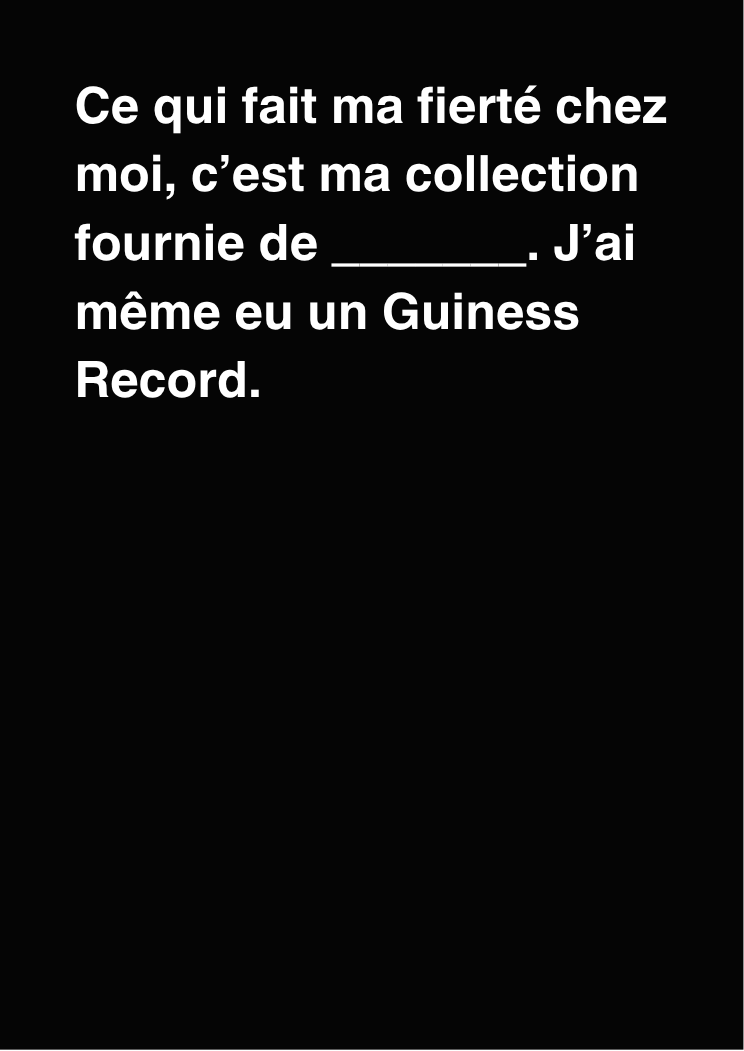 Ce qui fait ma fierté chez
moi, c’est ma collection
fournie de _______. J’ai
même eu un Guiness
Record.